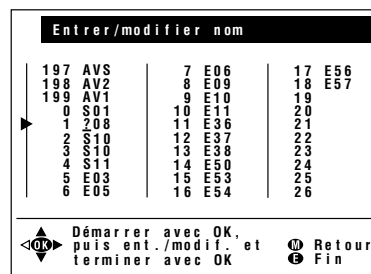 Entrer/modifier nom
197 AVS 7 E06 17 E56
198 AV2 8 E09 18 E57
199 AV1 9 E10 19
0 S01 10 E11 20
1 ?08 11 E36 21
2 S10 12 E37 22
3 S10 13 E38 23
4 S11 14 E50 24
5 E03 15 E53 25
6 E05 16 E54 26
OK Démarrer avec OK,
puis ent./modif. et M Retour
terminer avec OK E Fin